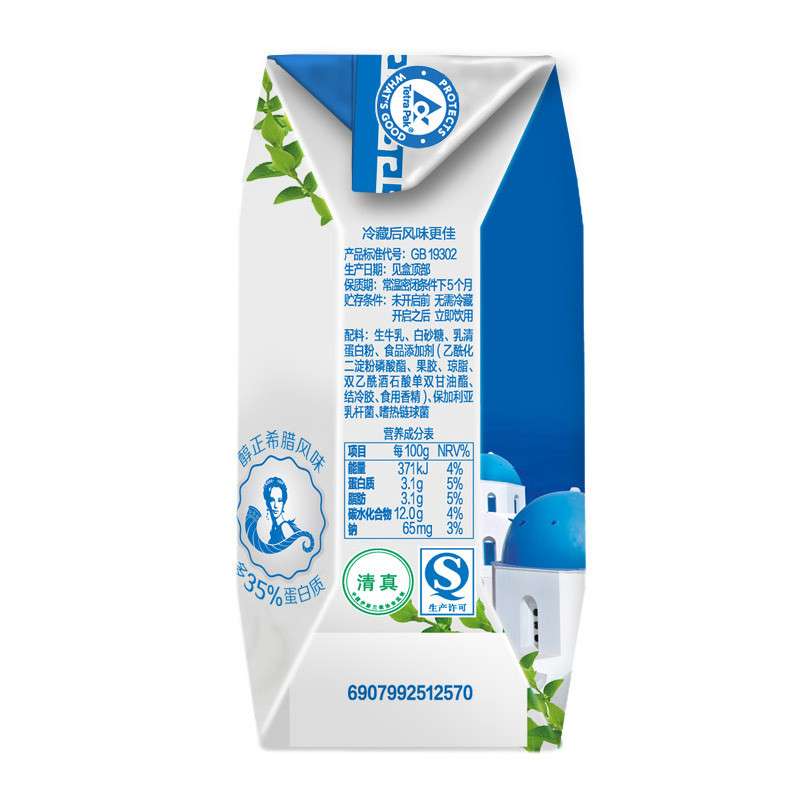 PROTECTS
WHAT'S GOOD
Tetra Pak®
冷藏后风味更佳
产品标准代号：GB 19302
生产日期：见盒顶部
保质期：常温密闭条件下5个月
贮存条件：未开启前 无需冷藏
开启之后 立即饮用
配料：生牛乳、白砂糖、乳清
蛋白粉、食品添加剂(乙酰化
二淀粉磷酸酯、果胶、琼脂、
双乙酰酒石酸单双甘油酯、
结冷胶、食用香精)、保加利亚
乳杆菌、嗜热链球菌
营养成分表
项目 每100g NRV%
能量 371kJ 4%
蛋白质 3.1g 5%
脂肪 3.1g 5%
碳水化合物 12.0g 4%
钠 65mg 3%
醇正希腊风味
多35%蛋白质
清真
生产许可
6907992512570